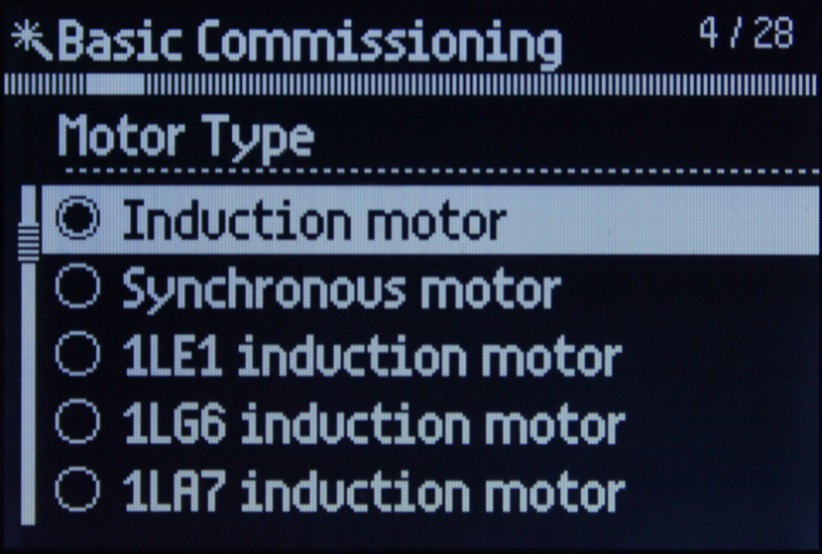 Basic Commissioning 4 / 28
Motor Type
Induction motor
Synchronous motor
1LE1 induction motor
1LG6 induction motor
1LA7 induction motor